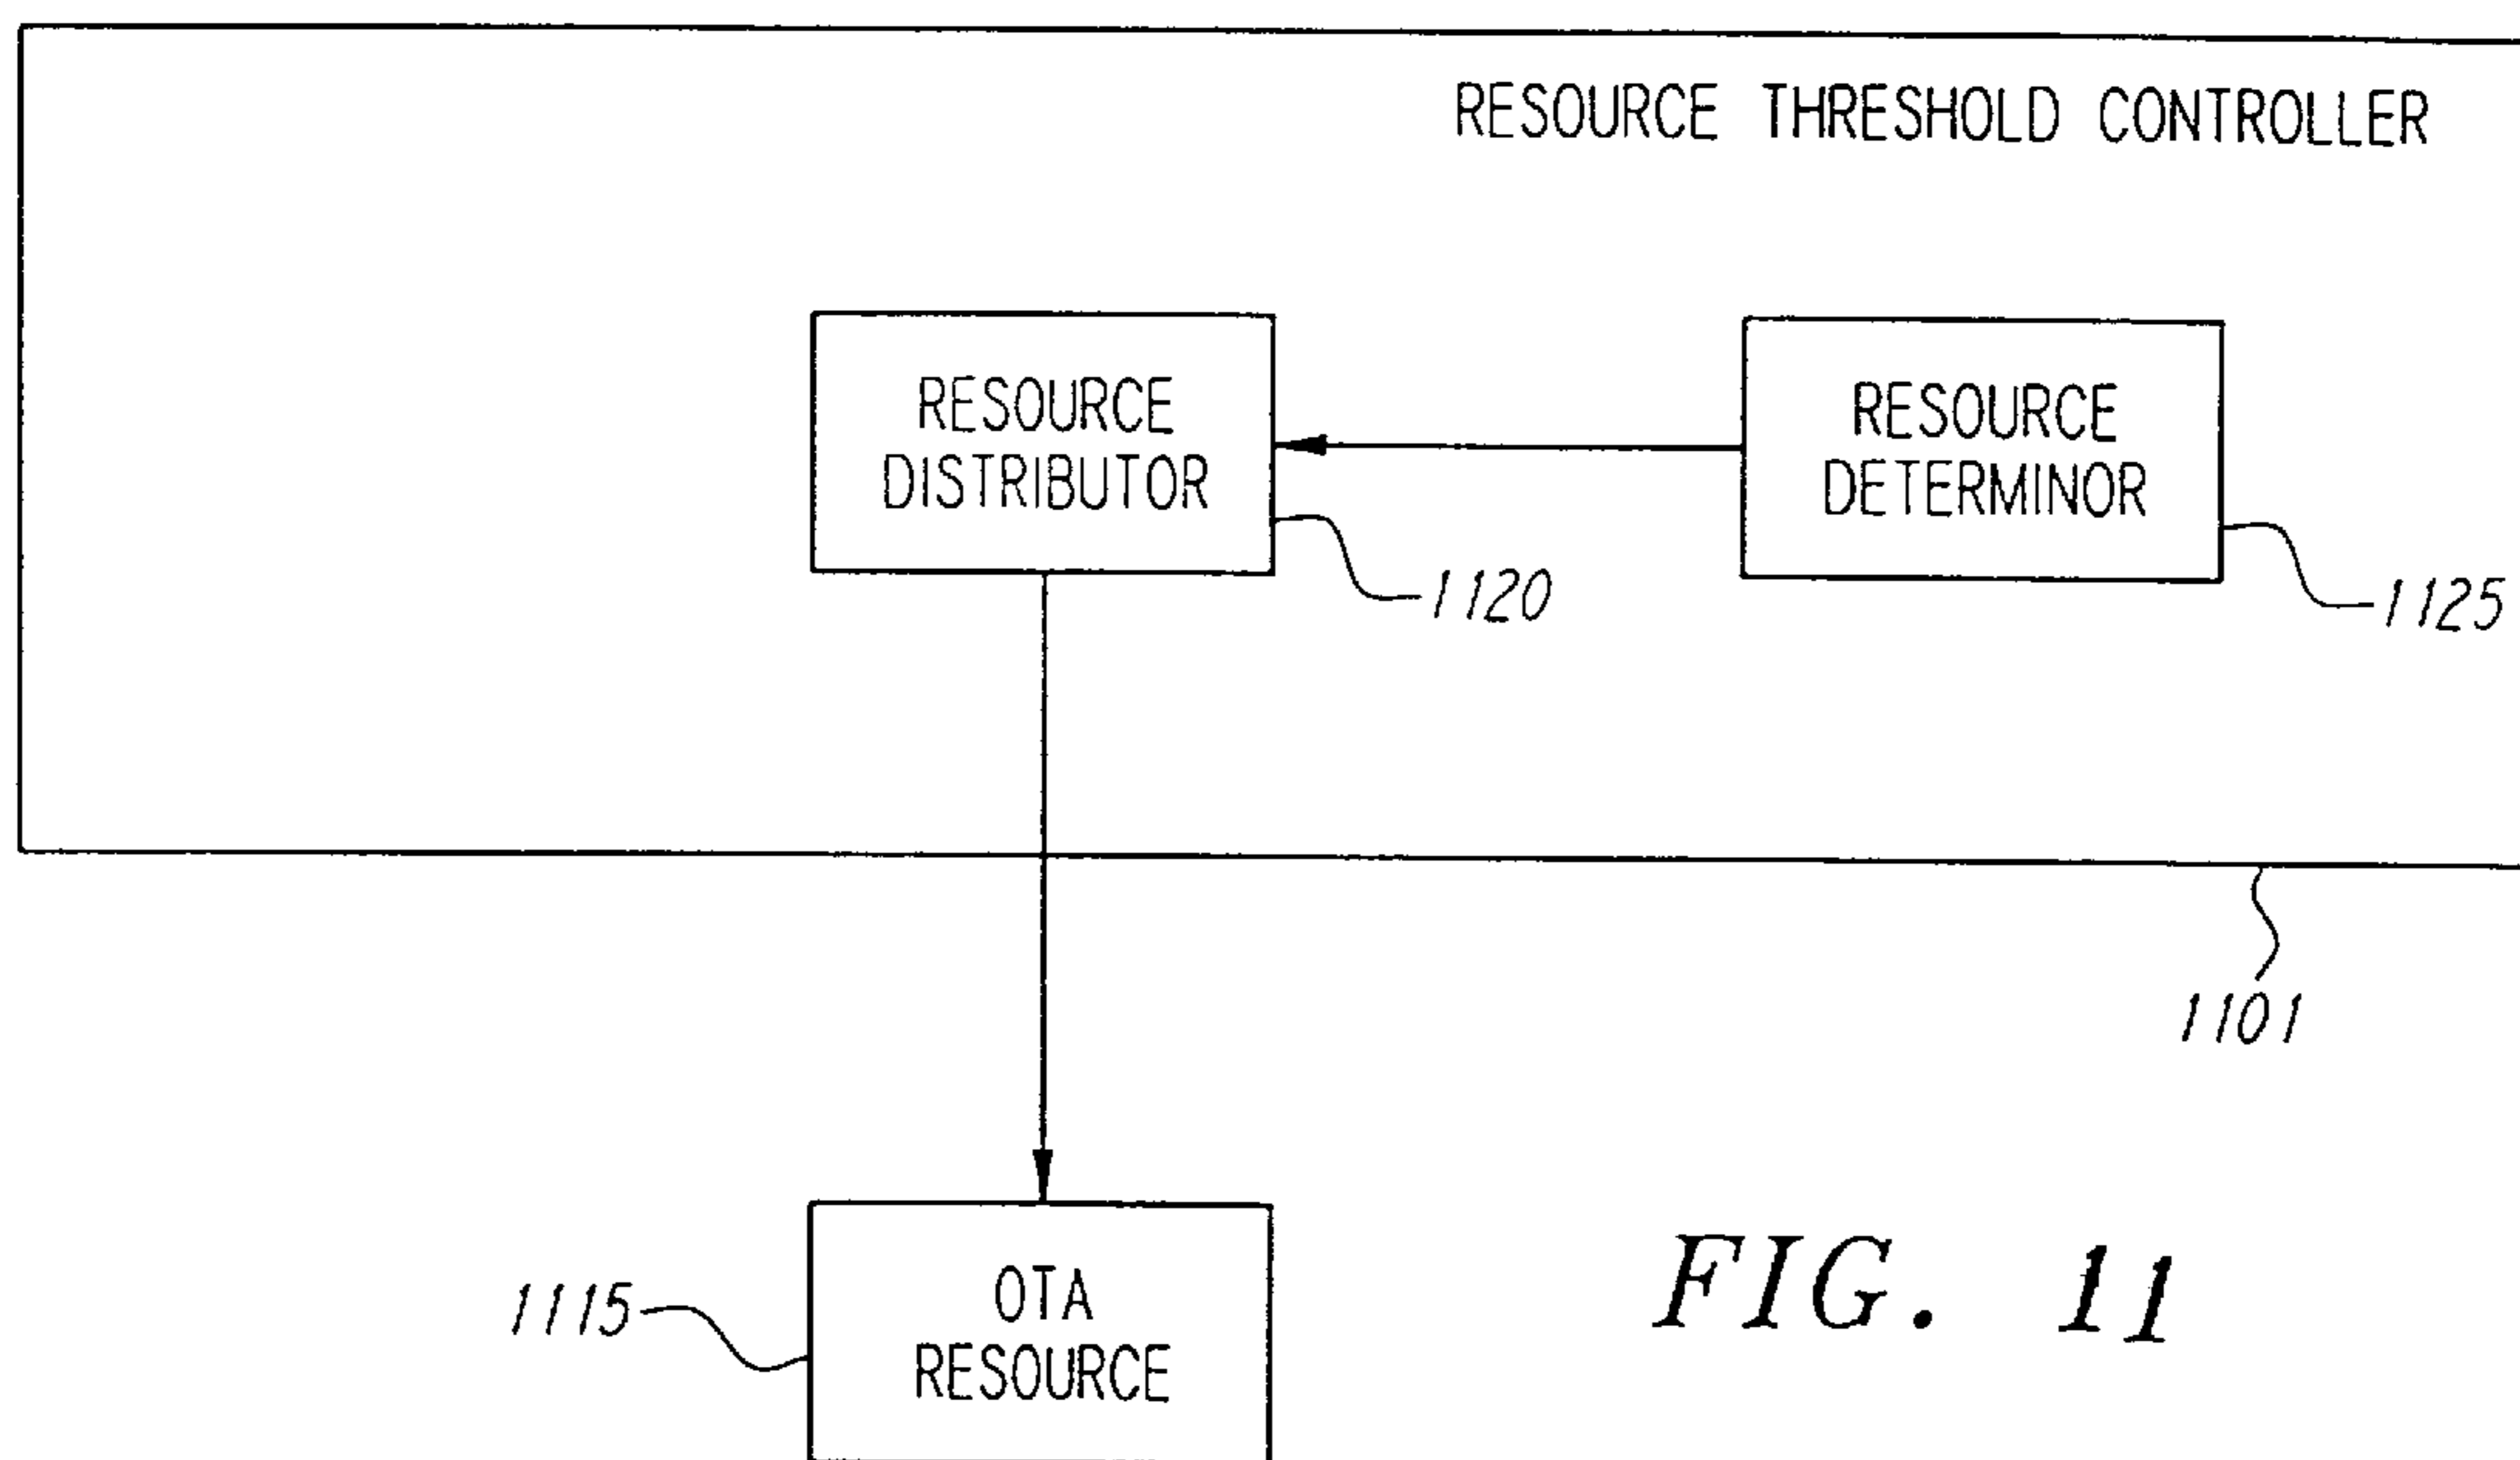 RESOURCE THRESHOLD CONTROLLER
RESOURCE
DISTRIBUTOR
RESOURCE
DETERMINOR
1120
1125
1101
OTA
RESOURCE
1115
FIG. 11